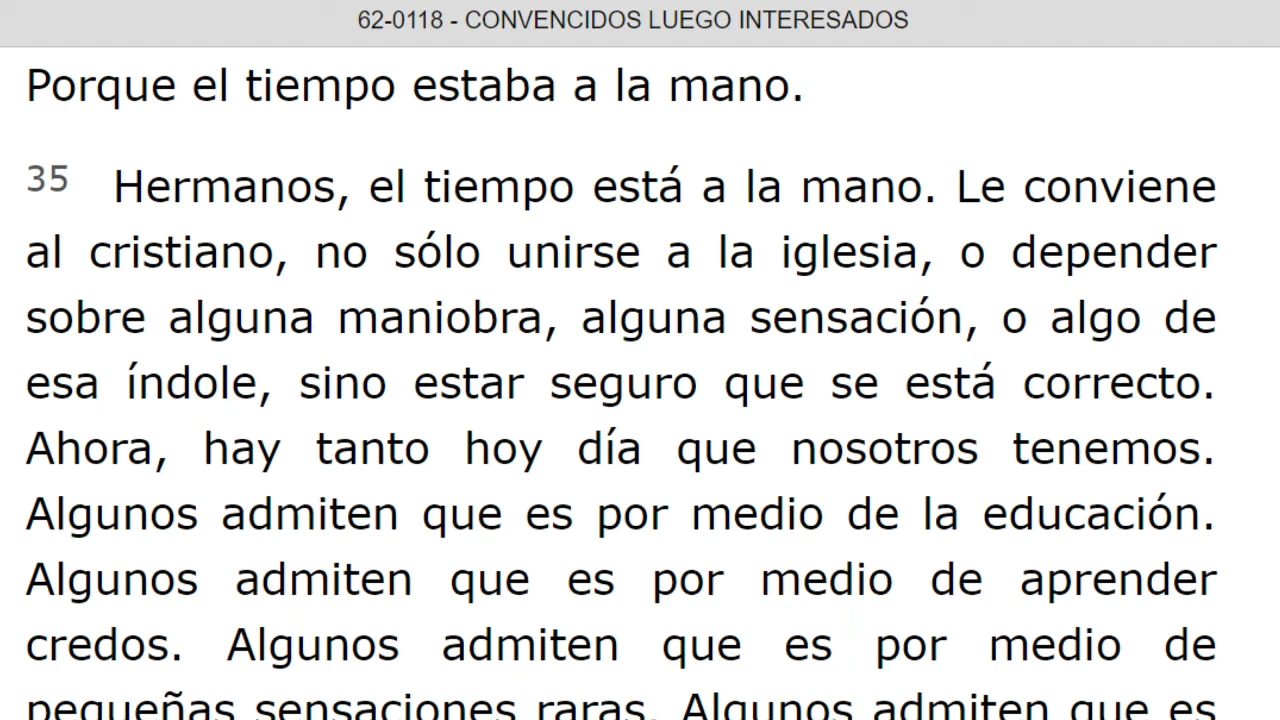 62-0118 - CONVENCIDOS LUEGO INTERESADOS
Porque el tiempo estaba a la mano.
35 Hermanos, el tiempo está a la mano. Le conviene
al cristiano, no sólo unirse a la iglesia, o depender
sobre alguna maniobra, alguna sensación, o algo de
esa índole, sino estar seguro que se está correcto.
Ahora, hay tanto hoy día que nosotros tenemos.
Algunos admiten que es por medio de la educación.
Algunos admiten que es por medio de aprender
credos. Algunos admiten que es por medio de
pequeñas sensaciones raras. Algunos admiten que es